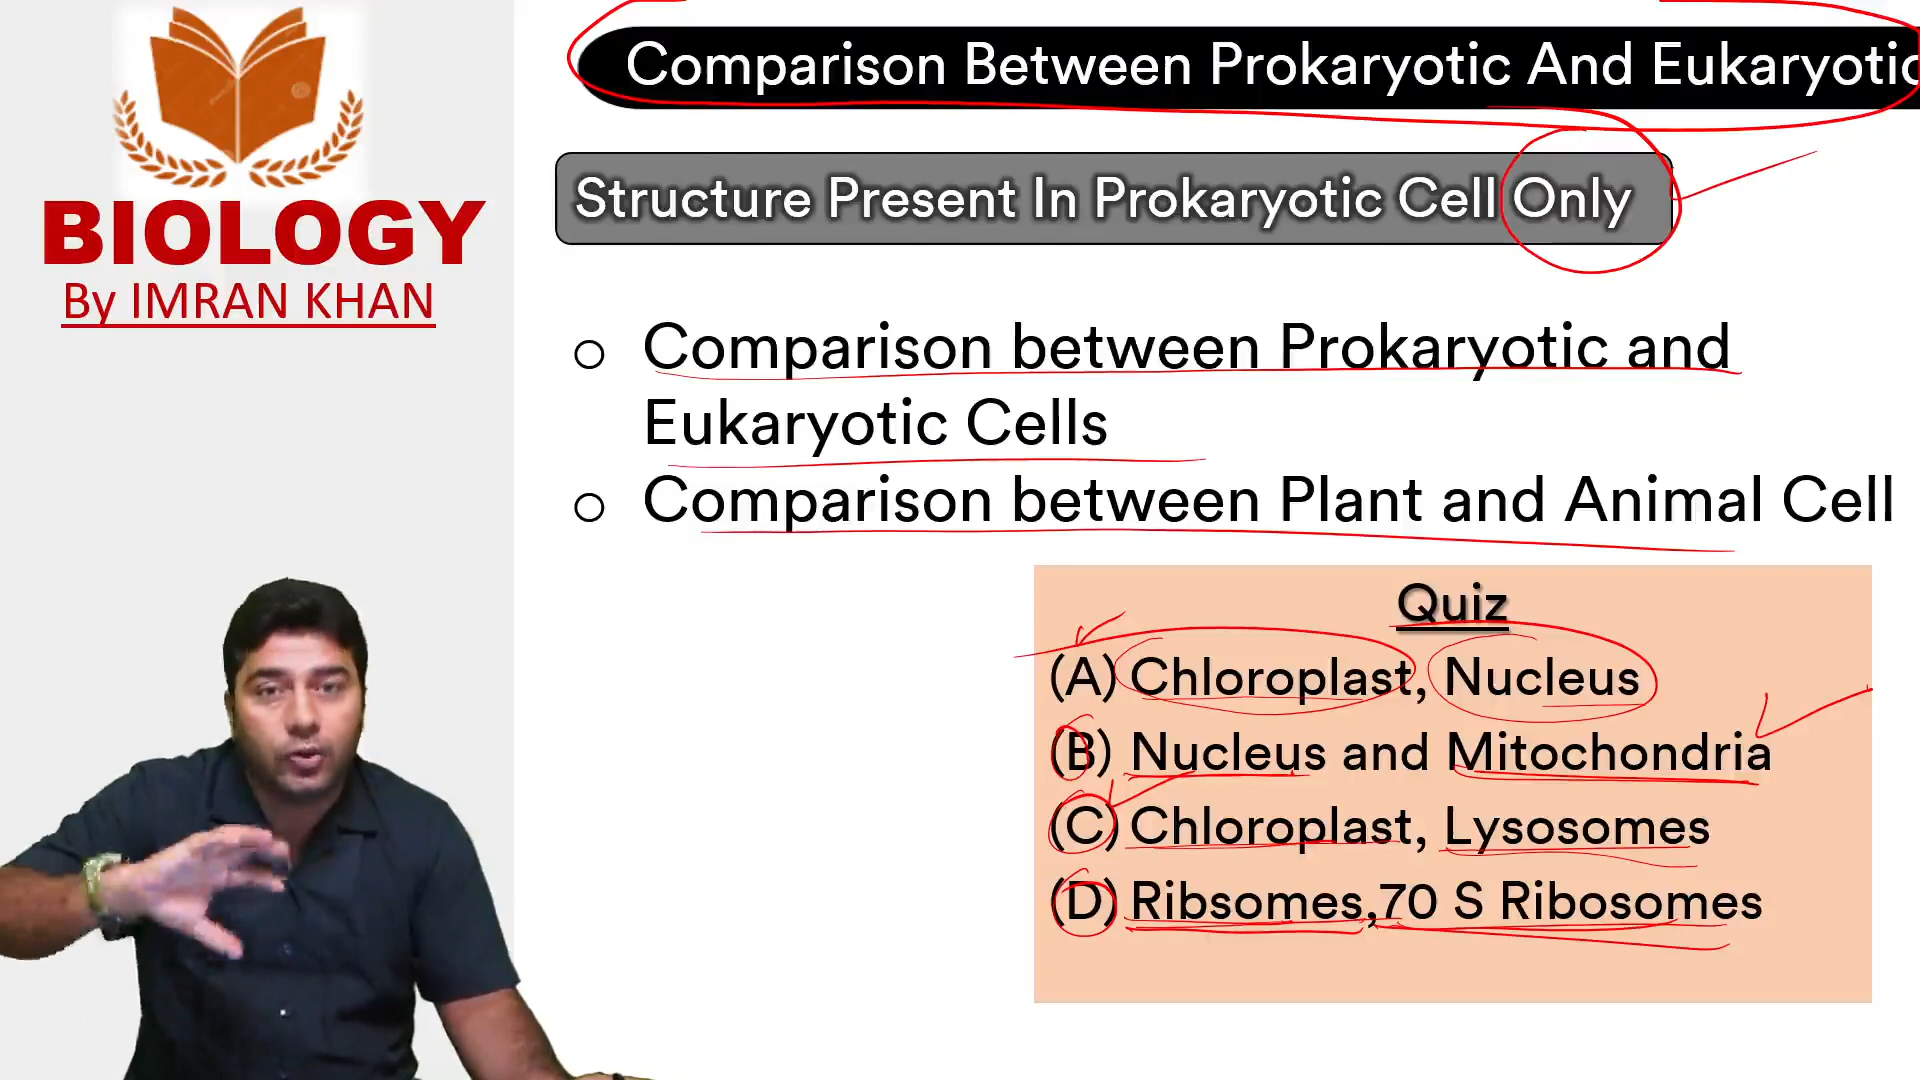 BIOLOGY
By IMRAN KHAN
Comparison Between Prokaryotic And Eukaryotic
Structure Present In Prokaryotic Cell Only
Comparison between Prokaryotic and
Eukaryotic Cells
Comparison between Plant and Animal Cell
Quiz
(A) Chloroplast, Nucleus
(B) Nucleus and Mitochondria
(C) Chloroplast, Lysosomes
(D) Ribsomes,70 S Ribosomes